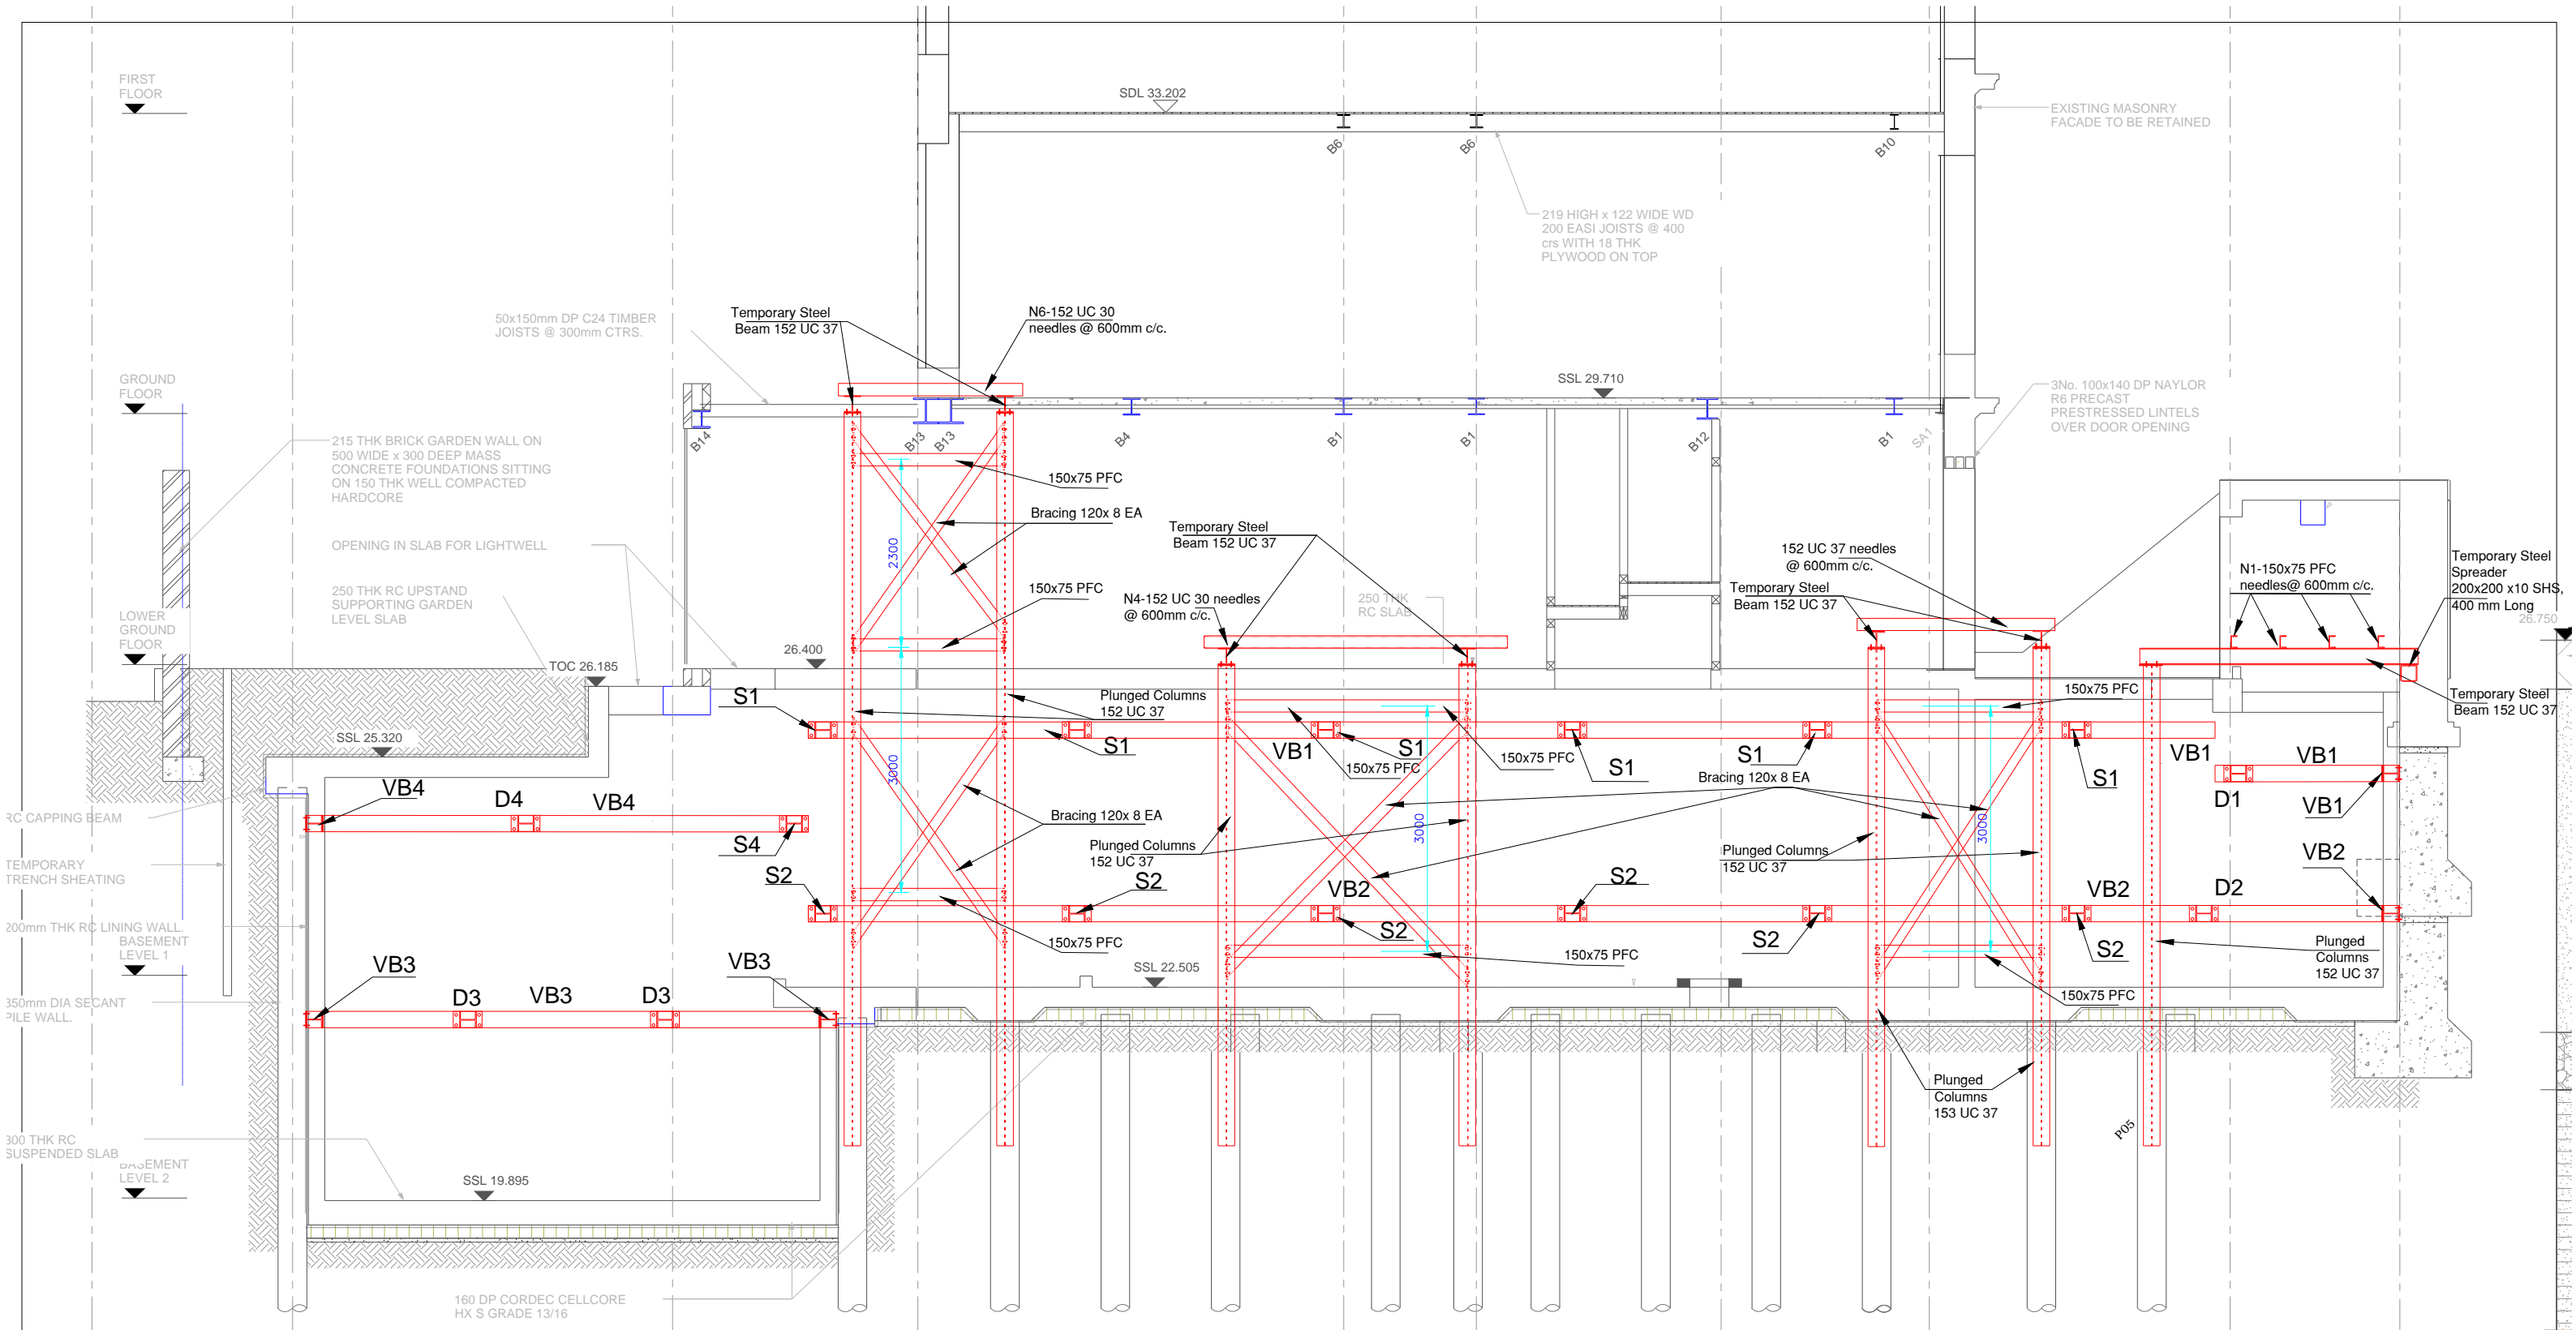 FIRST
FLOOR
SDL 33.202
EXISTING MASONRY
FACADE TO BE RETAINED
B6
B6
B10
219 HIGH x 122 WIDE WD
200 EASI JOISTS @ 400
crs WITH 18 THK
PLYWOOD ON TOP
50x150mm DP C24 TIMBER
JOISTS @ 300mm CTRS.
Temporary Steel
Beam 152 UC 37
N6-152 UC 30
needles @ 600mm c/c.
GROUND
FLOOR
SSL 29.710
3No. 100x140 DP NAYLOR
R6 PRECAST
PRESTRESSED LINTELS
OVER DOOR OPENING
B14
B13
B13
B4
B1
B1
B12
B1
SA1
215 THK BRICK GARDEN WALL ON
500 WIDE x 300 DEEP MASS
CONCRETE FOUNDATIONS SITTING
ON 150 THK WELL COMPACTED
HARDCORE
150x75 PFC
Bracing 120x 8 EA
2300
OPENING IN SLAB FOR LIGHTWELL
Temporary Steel
Beam 152 UC 37
152 UC 37 needles
@ 600mm c/c.
Temporary Steel
Beam 152 UC 37
N1-150x75 PFC
needles@ 600mm c/c.
Temporary Steel
Spreader
200x200 x10 SHS,
400 mm Long
26.750
250 THK RC UPSTAND
SUPPORTING GARDEN
LEVEL SLAB
150x75 PFC
N4-152 UC 30 needles
@ 600mm c/c.
250 THK
RC SLAB
LOWER
GROUND
FLOOR
TOC 26.185
26.400
S1
Plunged Columns
152 UC 37
150x75 PFC
Temporary Steel
Beam 152 UC 37
SSL 25.320
S1
VB1
S1
150x75 PFC
150x75 PFC
S1
S1
Bracing 120x 8 EA
S1
VB1
VB1
D1
VB1
3000
VB4
D4
VB4
S4
RC CAPPING BEAM
Bracing 120x 8 EA
3000
3000
Plunged Columns
152 UC 37
Plunged Columns
152 UC 37
TEMPORARY
TRENCH SHEATING
S2
S2
VB2
S2
S2
S2
VB2
S2
D2
VB2
200mm THK RC LINING WALL.
BASEMENT
LEVEL 1
150x75 PFC
150x75 PFC
150x75 PFC
Plunged
Columns
152 UC 37
VB3
D3
VB3
D3
VB3
SSL 22.505
350mm DIA SECANT
PILE WALL.
Plunged
Columns
153 UC 37
P05
300 THK RC
SUSPENDED SLAB
BASEMENT
LEVEL 2
SSL 19.895
160 DP CORDEC CELLCORE
HX S GRADE 13/16